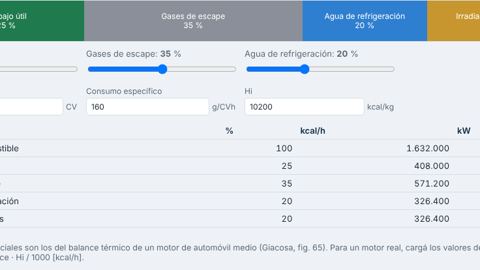 bajo útil
25 %
Gases de escape
35 %
Agua de refrigeración
20 %
Irradia
Gases de escape: 35 %
Agua de refrigeración: 20 %
Consumo específico
Hi
CV
160
g/CVh
10200
kcal/kg
%
kcal/h
kW
stible
100
1.632.000
25
408.000
35
571.200
ación
20
326.400
s
20
326.400
ciales son los del balance térmico de un motor de automóvil medio (Giacosa, fig. 65). Para un motor real, cargá los valores de
ce · Hi / 1000 [kcal/h].